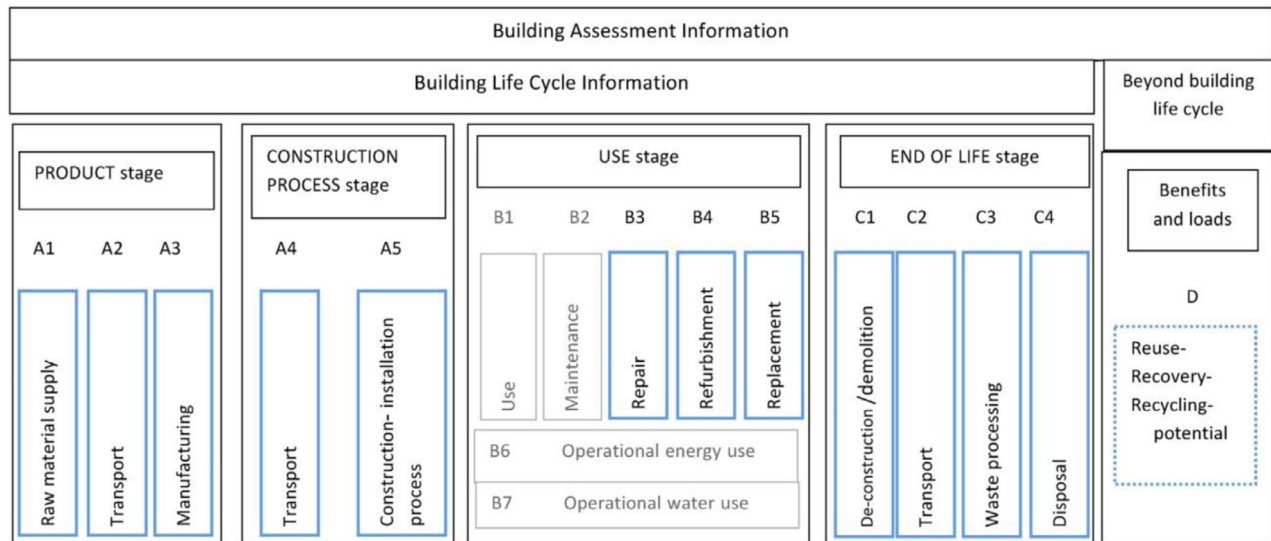 Building Assessment Information
Building Life Cycle Information
Beyond building
life cycle
PRODUCT stage
CONSTRUCTION
PROCESS stage
USE stage
END OF LIFE stage
Benefits
and loads
A1
A2
A3
A4
A5
B1
B2
B3
B4
B5
C1
C2
C3
C4
D
Raw material supply
Transport
Manufacturing
Transport
Construction- installation
process
Use
Maintenance
Repair
Refurbishment
Replacement
B6 Operational energy use
B7 Operational water use
De-construction /demolition
Transport
Waste processing
Disposal
Reuse-
Recovery-
Recycling-
potential